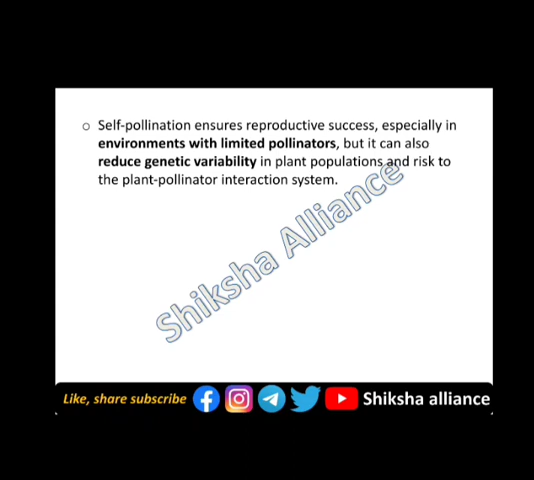 o Self-pollination ensures reproductive success, especially in
environments with limited pollinators, but it can also
reduce genetic variability in plant populations and risk to
the plant-pollinator interaction system.
Shiksha Alliance
Like, share subscribe Shiksha alliance